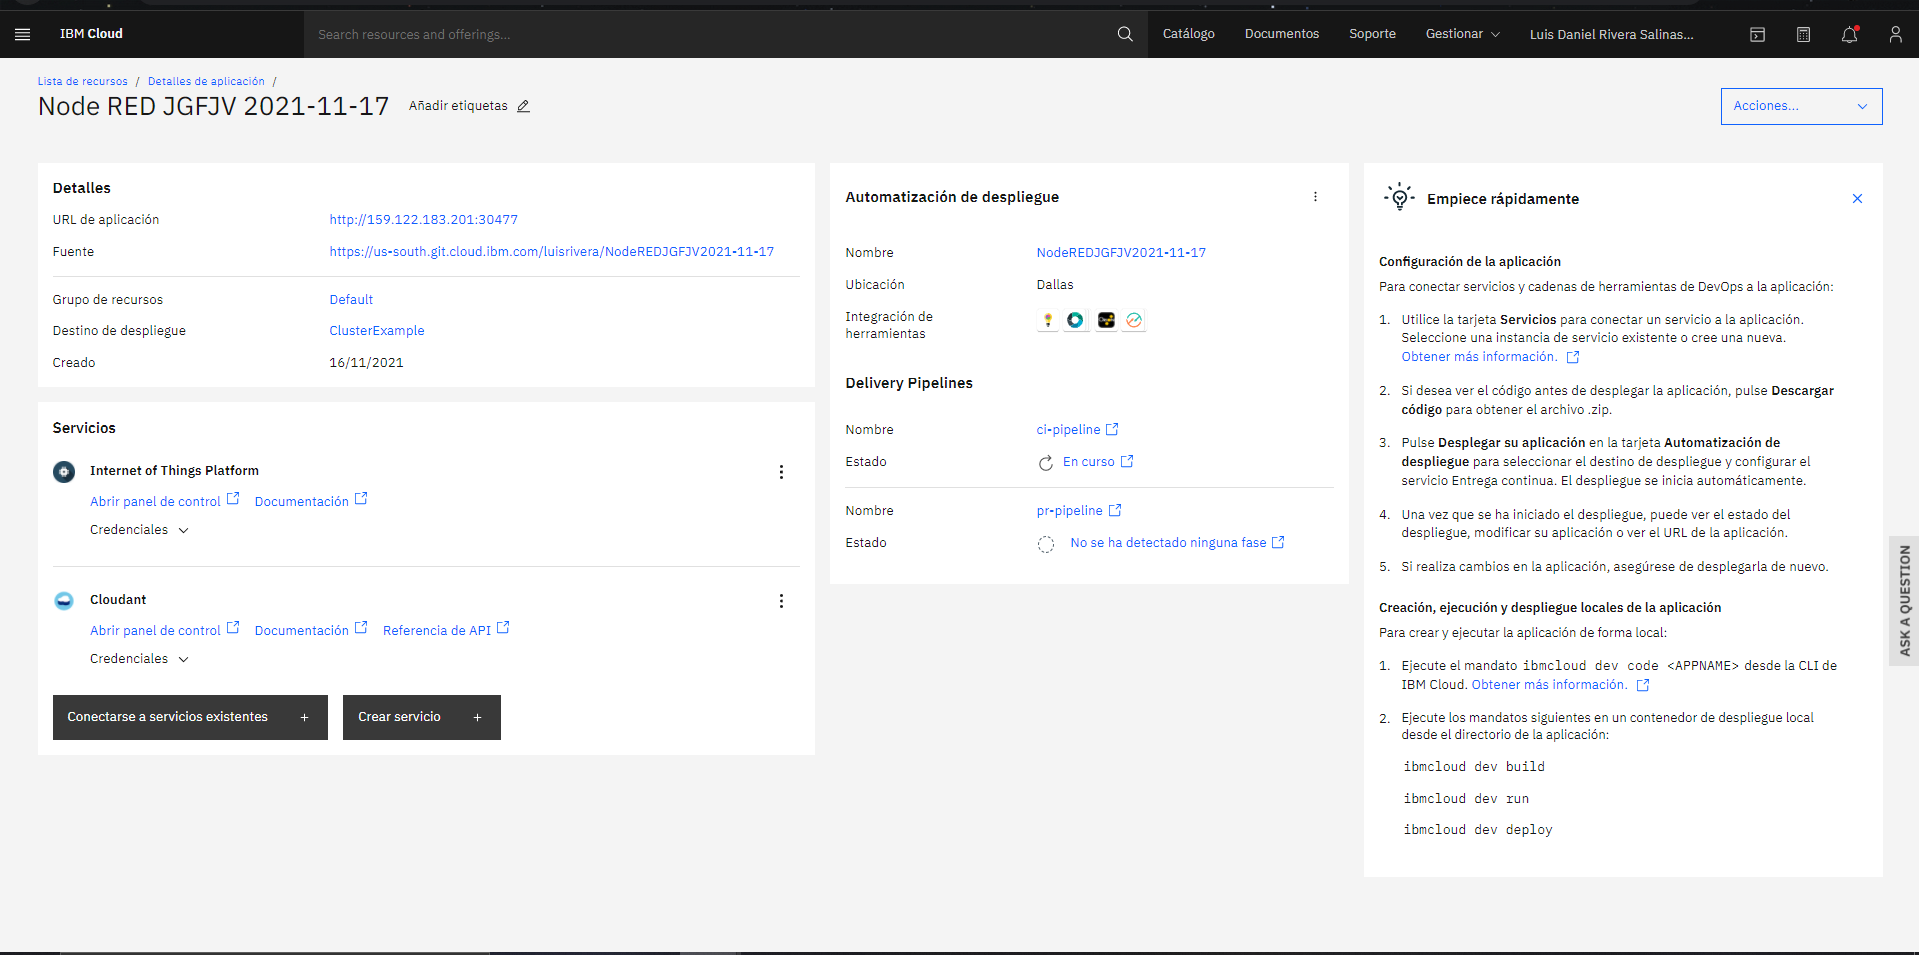 IBM Cloud
Search resources and offerings...
Catálogo
Documentos
Soporte
Gestionar
Luis Daniel Rivera Salinas...
Lista de recursos / Detalles de aplicación /
Node RED JGFJV 2021-11-17
Añadir etiquetas
Acciones...
Detalles
URL de aplicación
http://159.122.183.201:30477
Fuente
https://us-south.git.cloud.ibm.com/luisrivera/NodeREDJGFJV2021-11-17
Grupo de recursos
Default
Destino de despliegue
ClusterExample
Creado
16/11/2021
Servicios
Internet of Things Platform
Abrir panel de control
Documentación
Credenciales
Cloudant
Abrir panel de control
Documentación
Referencia de API
Credenciales
Conectarse a servicios existentes +
Crear servicio +
Automatización de despliegue
Nombre
NodeREDJGFJV2021-11-17
Ubicación
Dallas
Integración de
herramientas
Delivery Pipelines
Nombre
ci-pipeline
Estado
En curso
Nombre
pr-pipeline
Estado
No se ha detectado ninguna fase
Empiece rápidamente
Configuración de la aplicación
Para conectar servicios y cadenas de herramientas de DevOps a la aplicación:
1. Utilice la tarjeta Servicios para conectar un servicio a la aplicación.
Seleccione una instancia de servicio existente o cree una nueva.
Obtener más información.
2. Si desea ver el código antes de desplegar la aplicación, pulse Descargar
código para obtener el archivo .zip.
3. Pulse Desplegar su aplicación en la tarjeta Automatización de
despliegue para seleccionar el destino de despliegue y configurar el
servicio Entrega continua. El despliegue se inicia automáticamente.
4. Una vez que se ha iniciado el despliegue, puede ver el estado del
despliegue, modificar su aplicación o ver el URL de la aplicación.
5. Si realiza cambios en la aplicación, asegúrese de desplegarla de nuevo.
Creación, ejecución y despliegue locales de la aplicación
Para crear y ejecutar la aplicación de forma local:
1. Ejecute el mandato ibmcloud dev code <APPNAME> desde la CLI de
IBM Cloud. Obtener más información.
2. Ejecute los mandatos siguientes en un contenedor de despliegue local
desde el directorio de la aplicación:
ibmcloud dev build
ibmcloud dev run
ibmcloud dev deploy
ASK A QUESTION